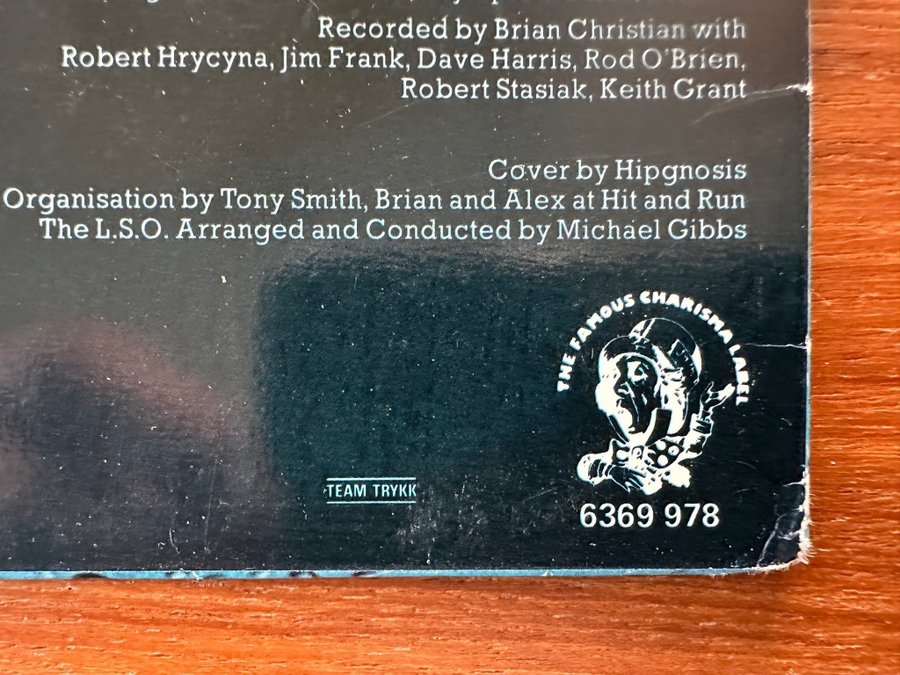 Recorded by Brian Christian with
Robert Hrycyna, Jim Frank, Dave Harris, Rod O'Brien,
Robert Stasiak, Keith Grant
Cover by Hipgnosis
Organisation by Tony Smith, Brian and Alex at Hit and Run
The L.S.O. Arranged and Conducted by Michael Gibbs
THE FAMOUS CHARISMA LABEL
TEAM TRYKK
6369 978